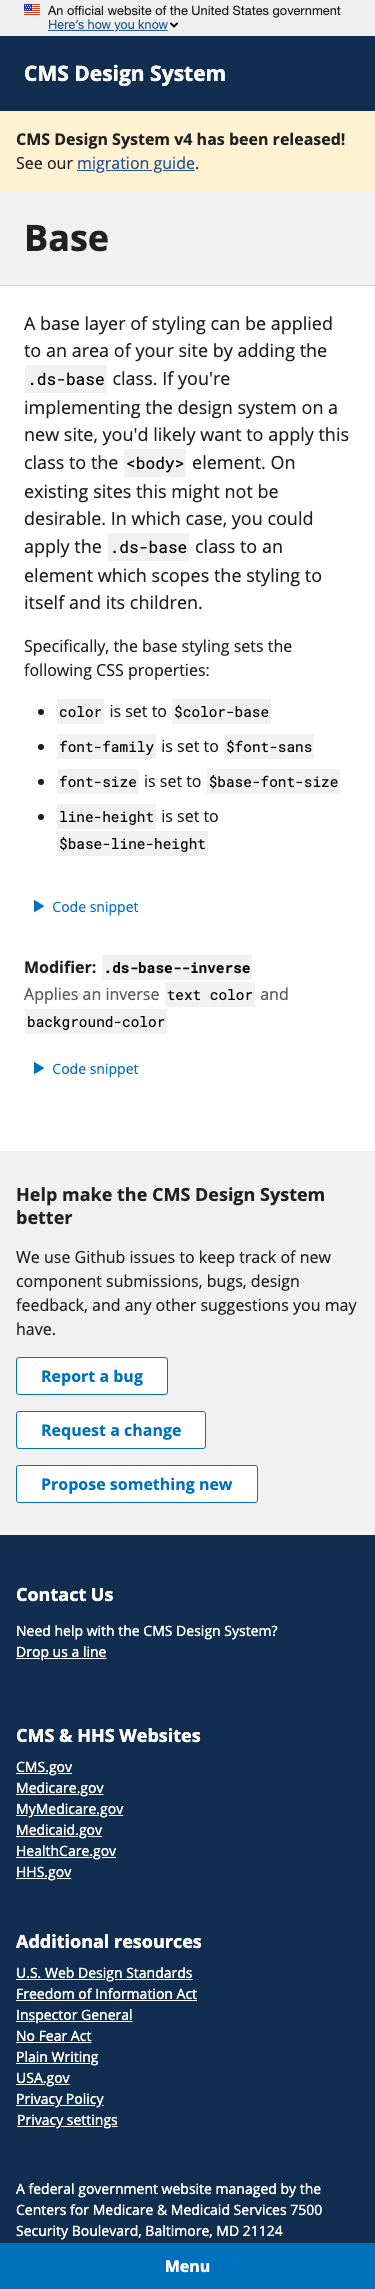 An official website of the United States government
Here's how you know
CMS Design System
CMS Design System v4 has been released!
See our migration guide.
Base
A base layer of styling can be applied
to an area of your site by adding the
.ds-base class. If you're
implementing the design system on a
new site, you'd likely want to apply this
class to the <body> element. On
existing sites this might not be
desirable. In which case, you could
apply the .ds-base class to an
element which scopes the styling to
itself and its children.
Specifically, the base styling sets the
following CSS properties:
color is set to $color-base
font-family is set to $font-sans
font-size is set to $base-font-size
line-height is set to
$base-line-height
Code snippet
Modifier: .ds-base--inverse
Applies an inverse text color and
background-color
Code snippet
Help make the CMS Design System
better
We use Github issues to keep track of new
component submissions, bugs, design
feedback, and any other suggestions you may
have.
Report a bug
Request a change
Propose something new
Contact Us
Need help with the CMS Design System?
Drop us a line
CMS & HHS Websites
CMS.gov
Medicare.gov
MyMedicare.gov
Medicaid.gov
HealthCare.gov
HHS.gov
Additional resources
U.S. Web Design Standards
Freedom of Information Act
Inspector General
No Fear Act
Plain Writing
USA.gov
Privacy Policy
Privacy settings
A federal government website managed by the
Centers for Medicare & Medicaid Services 7500
Security Boulevard, Baltimore, MD 21124
Menu